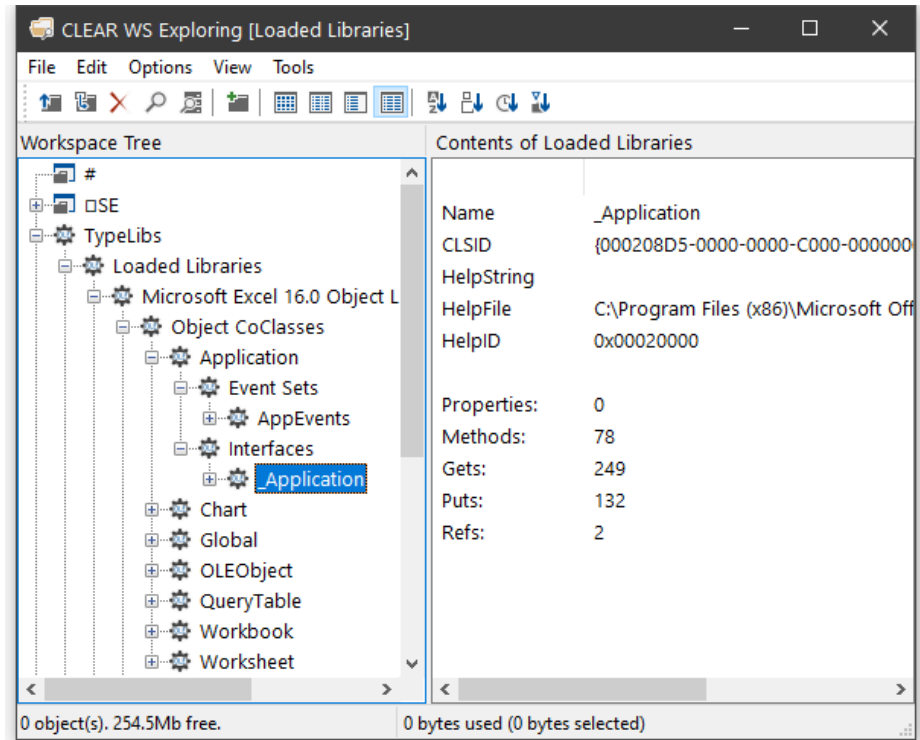 CLEAR WS Exploring [Loaded Libraries]
File Edit Options View Tools
Workspace Tree
#
⎕SE
TypeLibs
Loaded Libraries
Microsoft Excel 16.0 Object L
Object CoClasses
Application
Event Sets
AppEvents
Interfaces
_Application
Chart
Global
OLEObject
QueryTable
Workbook
Worksheet
Contents of Loaded Libraries
Name _Application
CLSID {000208D5-0000-0000-C000-0000000
HelpString
HelpFile C:\Program Files (x86)\Microsoft Off
HelpID 0x00020000
Properties: 0
Methods: 78
Gets: 249
Puts: 132
Refs: 2
0 object(s). 254.5Mb free. 0 bytes used (0 bytes selected)